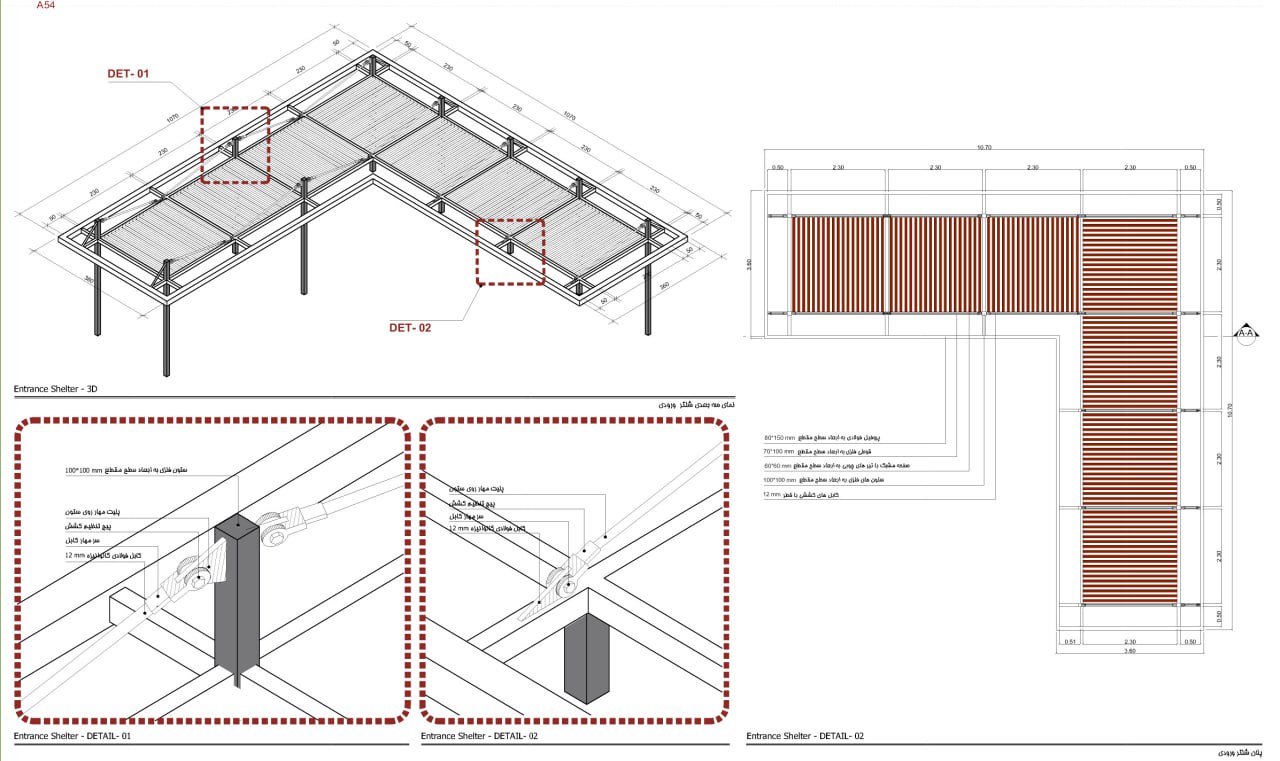 A54
DET- 01
50
230
1070
230
230
230
50
360
50
230
230
1070
230
230
50
50
360
50
DET- 02
Entrance Shelter - 3D
نمای سه بعدی شلتر ورودی
ستون فلزی به ابعاد سطح مقطع 100*100 mm
پلیت مهار روی ستون
پیچ تنظیم کشش
سر مهار کابل
کابل فولادی گالوانیزه 12 mm
Entrance Shelter - DETAIL- 01
پلیت مهار روی ستون
پیچ تنظیم کشش
سر مهار کابل
کابل فولادی گالوانیزه 12 mm
Entrance Shelter - DETAIL- 02
10.70
0.50 2.30 2.30 2.30 2.30 0.50
3.60
0.50
2.30
2.30
10.70
2.30
2.30
0.50
A-A
پروفیل فولادی به ابعاد سطح مقطع 80*150 mm
قوطی فلزی به ابعاد سطح مقطع 70*100 mm
صفحه مشبک با تیر های چوبی به ابعاد سطح مقطع 60*60 mm
ستون های فلزی به ابعاد سطح مقطع 100*100 mm
کابل های کششی با قطر 12 mm
0.51 2.30 0.50
3.60
Entrance Shelter - DETAIL- 02
پلان شلتر ورودی